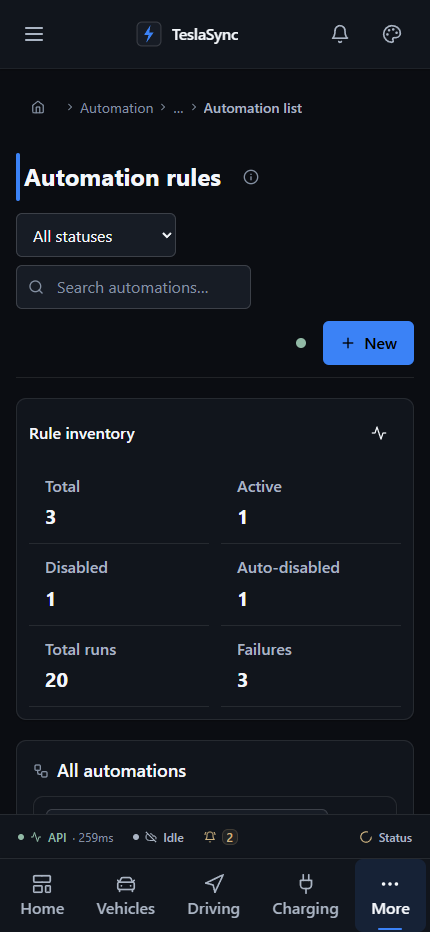 TeslaSync
Automation ... Automation list
Automation rules
All statuses
Search automations...
New
Rule inventory
Total Active
3 1
Disabled Auto-disabled
1 1
Total runs Failures
20 3
All automations
API · 259ms Idle 2 Status
Home Vehicles Driving Charging More